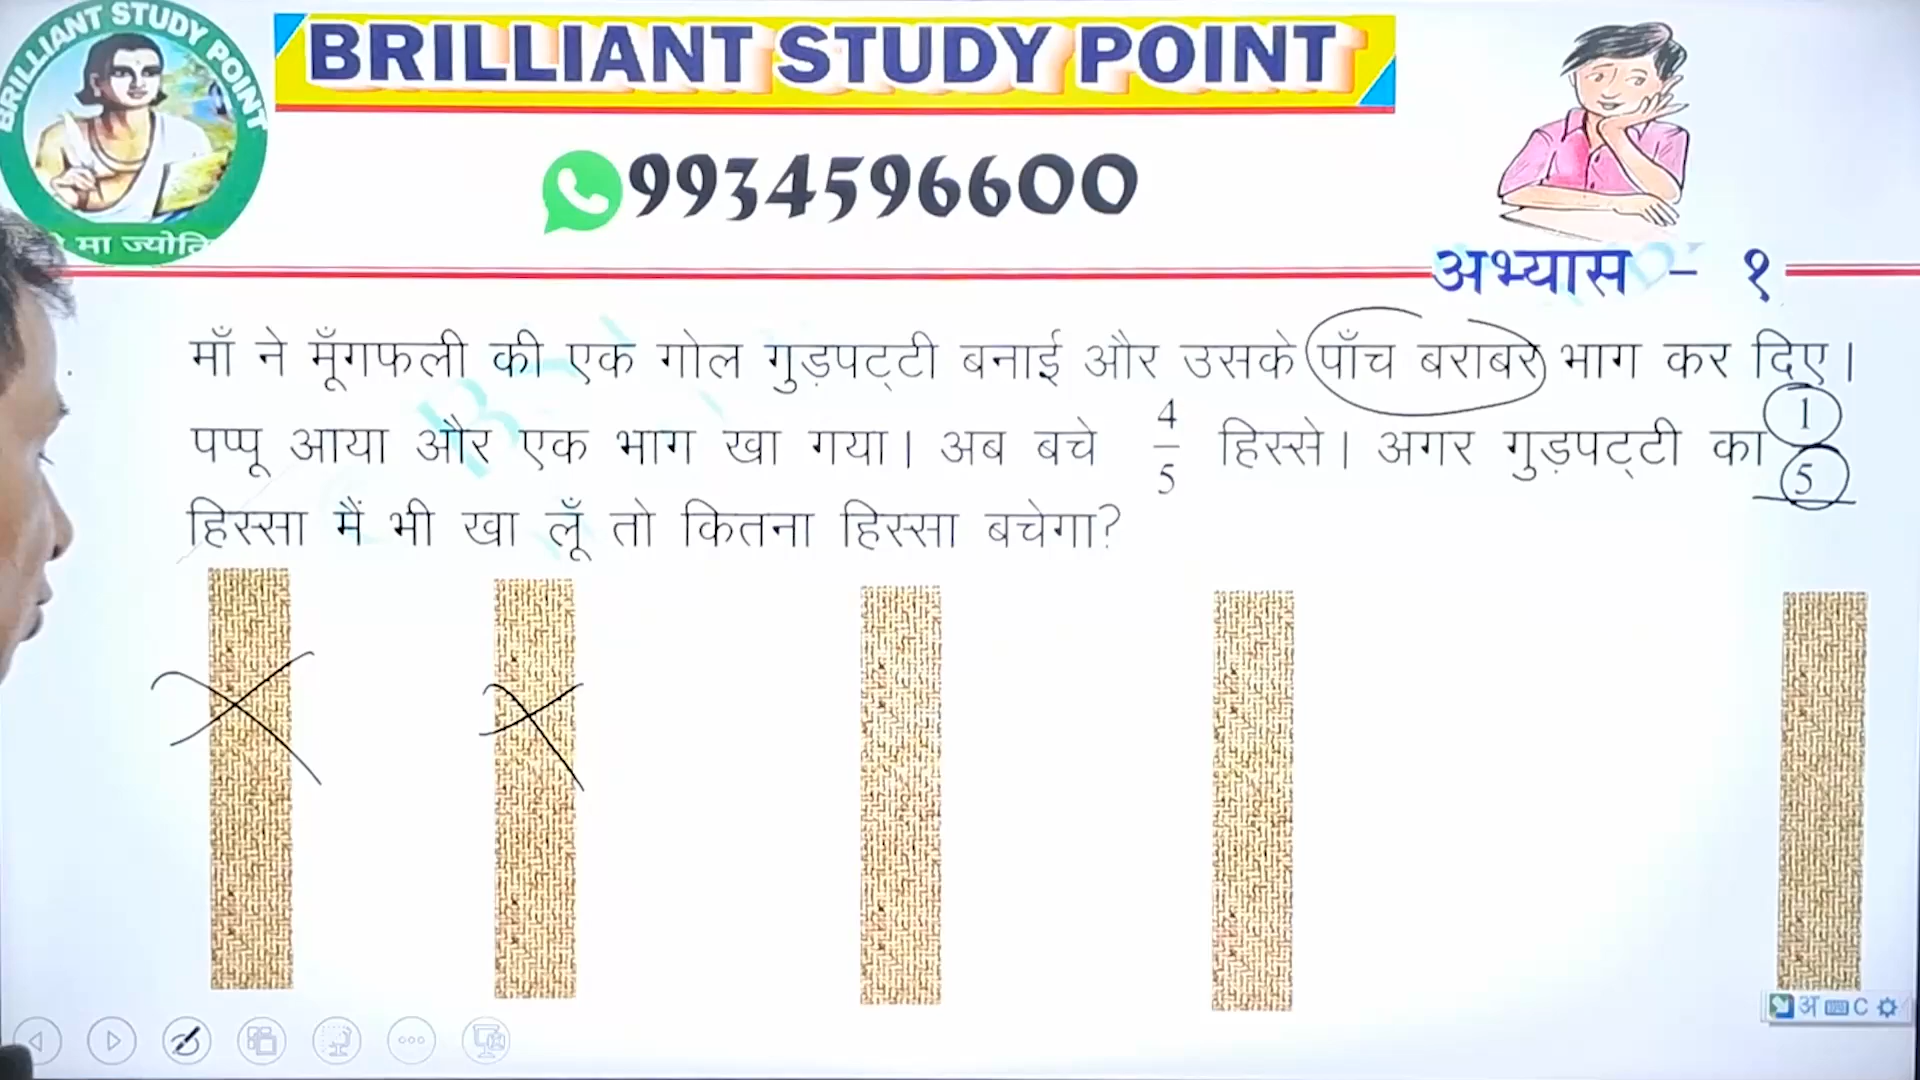 BRILLIANT STUDY POINT
BRILLIANT STUDY POINT
9934596600
मा ज्योति
अभ्यास - १
माँ ने मूँगफली की एक गोल गुड़पट्टी बनाई और उसके पाँच बराबर भाग कर दिए।
पप्पू आया और एक भाग खा गया। अब बचे 4/5 हिस्से। अगर गुड़पट्टी का 1/5
हिस्सा मैं भी खा लूँ तो कितना हिस्सा बचेगा?
अ C